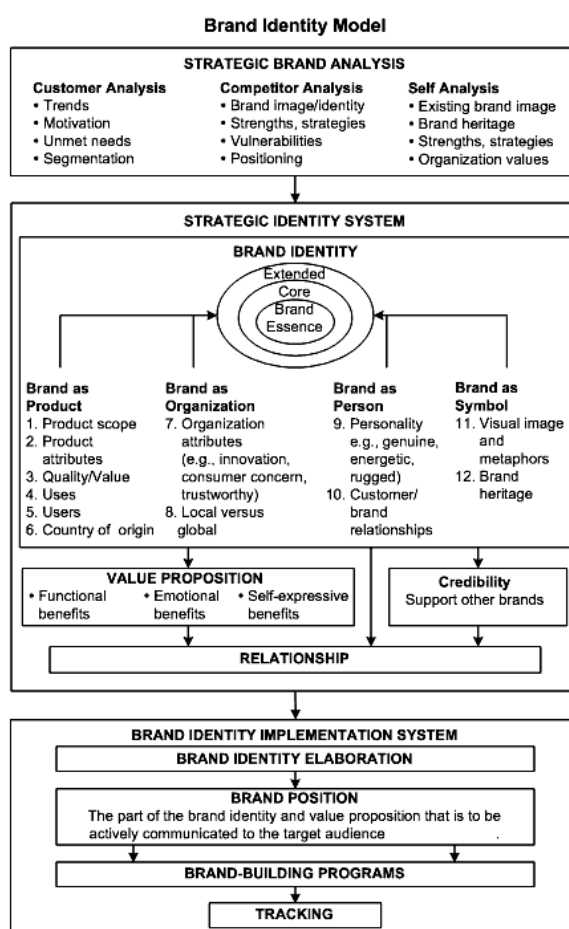 Brand Identity Model
STRATEGIC BRAND ANALYSIS
Customer Analysis
• Trends
• Motivation
• Unmet needs
• Segmentation
Competitor Analysis
• Brand image/identity
• Strengths, strategies
• Vulnerabilities
• Positioning
Self Analysis
• Existing brand image
• Brand heritage
• Strengths, strategies
• Organization values
STRATEGIC IDENTITY SYSTEM
BRAND IDENTITY
Extended
Core
Brand
Essence
Brand as
Product
1. Product scope
2. Product
attributes
3. Quality/Value
4. Uses
5. Users
6. Country of origin
Brand as
Organization
7. Organization
attributes
(e.g., innovation,
consumer concern,
trustworthy)
8. Local versus
global
Brand as
Person
9. Personality
e.g., genuine,
energetic,
rugged)
10. Customer/
brand
relationships
Brand as
Symbol
11. Visual image
and
metaphors
12. Brand
heritage
VALUE PROPOSITION
• Functional
benefits
• Emotional
benefits
• Self-expressive
benefits
Credibility
Support other brands
RELATIONSHIP
BRAND IDENTITY IMPLEMENTATION SYSTEM
BRAND IDENTITY ELABORATION
BRAND POSITION
The part of the brand identity and value proposition that is to be
actively communicated to the target audience .
BRAND-BUILDING PROGRAMS
TRACKING